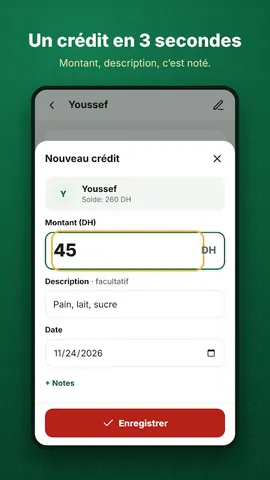 Un crédit en 3 secondes
Montant, description, c'est noté.
Youssef
Nouveau crédit
Y
Youssef
Solde: 260 DH
Montant (DH)
45
DH
Description · facultatif
Pain, lait, sucre
Date
11/24/2026
+ Notes
Enregistrer